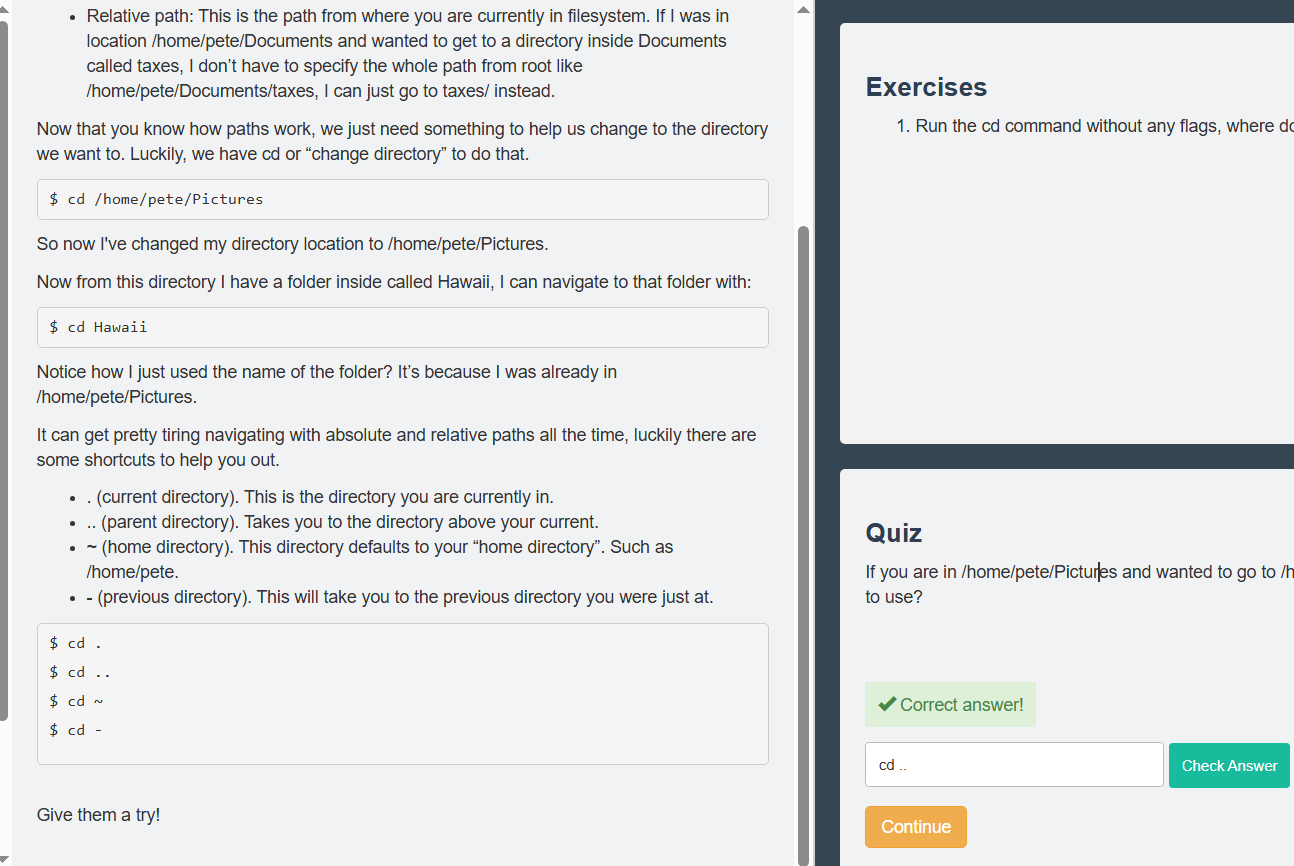 • Relative path: This is the path from where you are currently in filesystem. If I was in
location /home/pete/Documents and wanted to get to a directory inside Documents
called taxes, I don’t have to specify the whole path from root like
/home/pete/Documents/taxes, I can just go to taxes/ instead.
Now that you know how paths work, we just need something to help us change to the directory
we want to. Luckily, we have cd or “change directory” to do that.
$ cd /home/pete/Pictures
So now I've changed my directory location to /home/pete/Pictures.
Now from this directory I have a folder inside called Hawaii, I can navigate to that folder with:
$ cd Hawaii
Notice how I just used the name of the folder? It’s because I was already in
/home/pete/Pictures.
It can get pretty tiring navigating with absolute and relative paths all the time, luckily there are
some shortcuts to help you out.
• . (current directory). This is the directory you are currently in.
• .. (parent directory). Takes you to the directory above your current.
• ~ (home directory). This directory defaults to your “home directory”. Such as
/home/pete.
• - (previous directory). This will take you to the previous directory you were just at.
$ cd .
$ cd ..
$ cd ~
$ cd -
Give them a try!
Exercises
1. Run the cd command without any flags, where
Quiz
If you are in /home/pete/Pictures and wanted to go to /h
to use?
Correct answer!
cd ..
Check Answer
Continue